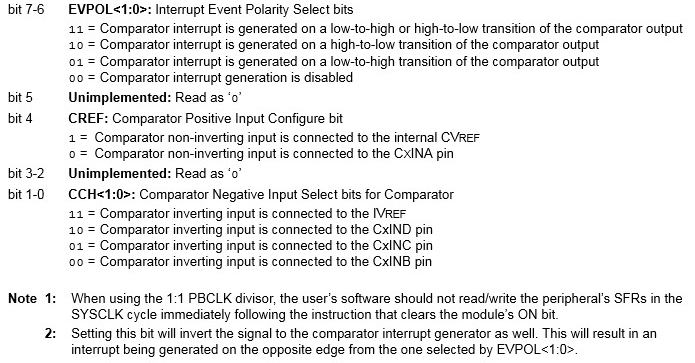 bit 7-6 EVPOL<1:0>: Interrupt Event Polarity Select bits
11 = Comparator interrupt is generated on a low-to-high or high-to-low transition of the comparator output
10 = Comparator interrupt is generated on a high-to-low transition of the comparator output
01 = Comparator interrupt is generated on a low-to-high transition of the comparator output
00 = Comparator interrupt generation is disabled
bit 5 Unimplemented: Read as ‘0’
bit 4 CREF: Comparator Positive Input Configure bit
1 = Comparator non-inverting input is connected to the internal CVREF
0 = Comparator non-inverting input is connected to the CXINA pin
bit 3-2 Unimplemented: Read as ‘0’
bit 1-0 CCH<1:0>: Comparator Negative Input Select bits for Comparator
11 = Comparator inverting input is connected to the IVREF
10 = Comparator inverting input is connected to the CxIND pin
01 = Comparator inverting input is connected to the CxINC pin
00 = Comparator inverting input is connected to the CxINB pin
Note 1: When using the 1:1 PBCLK divisor, the user’s software should not read/write the peripheral’s SFRs in the
SYSCLK cycle immediately following the instruction that clears the module’s ON bit.
2: Setting this bit will invert the signal to the comparator interrupt generator as well. This will result in an
interrupt being generated on the opposite edge from the one selected by EVPOL<1:0>.